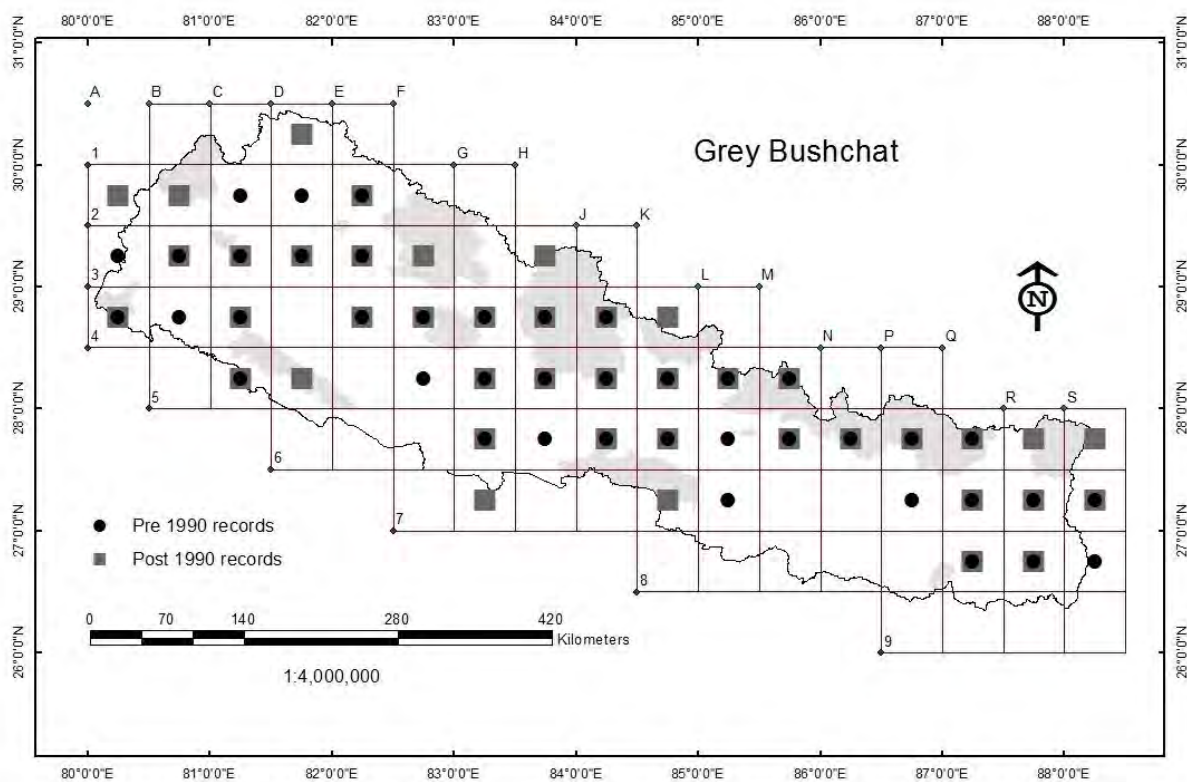 80°0'0"E 81°0'0"E 82°0'0"E 83°0'0"E 84°0'0"E 85°0'0"E 86°0'0"E 87°0'0"E 88°0'0"E
31°0'0"N 31°0'0"N
A B C D E F
Grey Bushchat
1 G H
30°0'0"N 30°0'0"N
2 J K
3 L M
29°0'0"N 29°0'0"N
N
4 N P Q
5 R S
28°0'0"N 28°0'0"N
6
Pre 1990 records
7
27°0'0"N 27°0'0"N
Post 1990 records
8
0 70 140 280 420
Kilometers
9
26°0'0"N 26°0'0"N
1:4,000,000
80°0'0"E 81°0'0"E 82°0'0"E 83°0'0"E 84°0'0"E 85°0'0"E 86°0'0"E 87°0'0"E 88°0'0"E